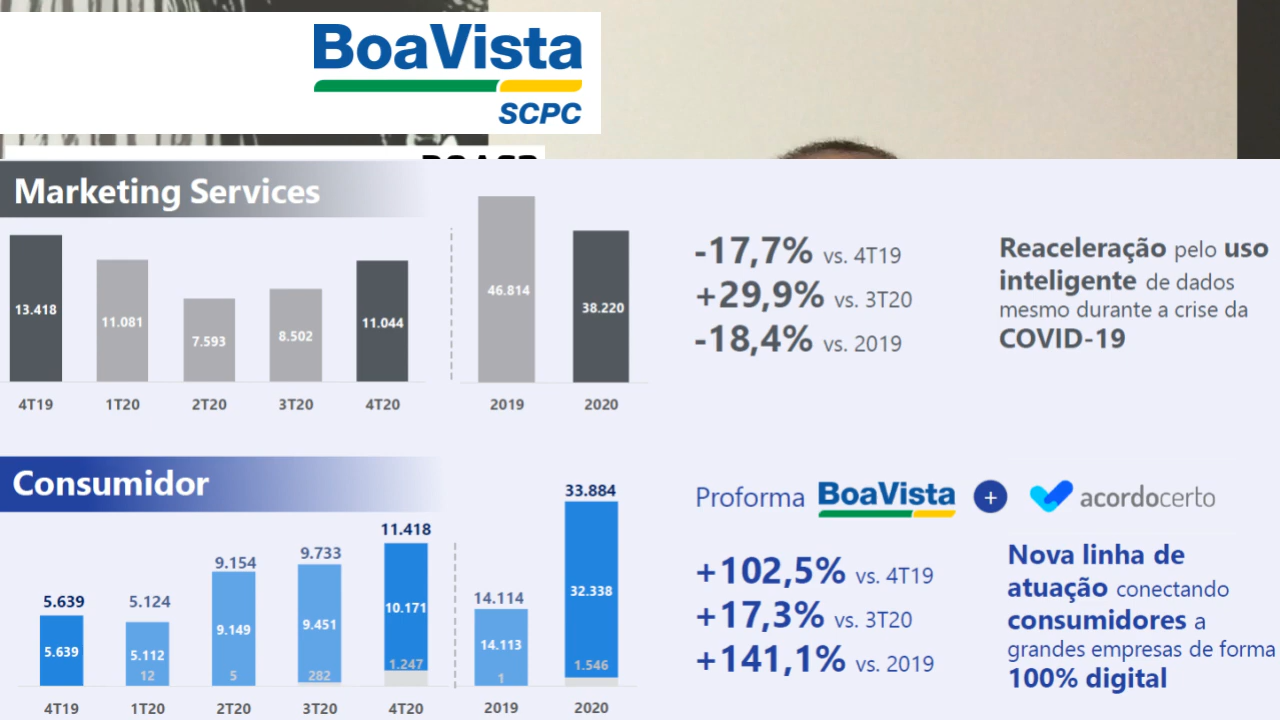 BoaVista
SCPC
Marketing Services
13.418
11.081
7.593
8.502
11.044
46.814
38.220
4T19
1T20
2T20
3T20
4T20
2019
2020
-17,7% vs. 4T19
+29,9% vs. 3T20
-18,4% vs. 2019
Reaceleração pelo uso
inteligente de dados
mesmo durante a crise da
COVID-19
Consumidor
5.639
5.124
9.154
9.733
11.418
14.114
33.884
5.639
5.112
9.149
9.451
10.171
14.113
32.338
12
5
282
1.247
1
1.546
4T19
1T20
2T20
3T20
4T20
2019
2020
Proforma BoaVista + acordocerto
+102,5% vs. 4T19
+17,3% vs. 3T20
+141,1% vs. 2019
Nova linha de
atuação conectando
consumidores a
grandes empresas de forma
100% digital